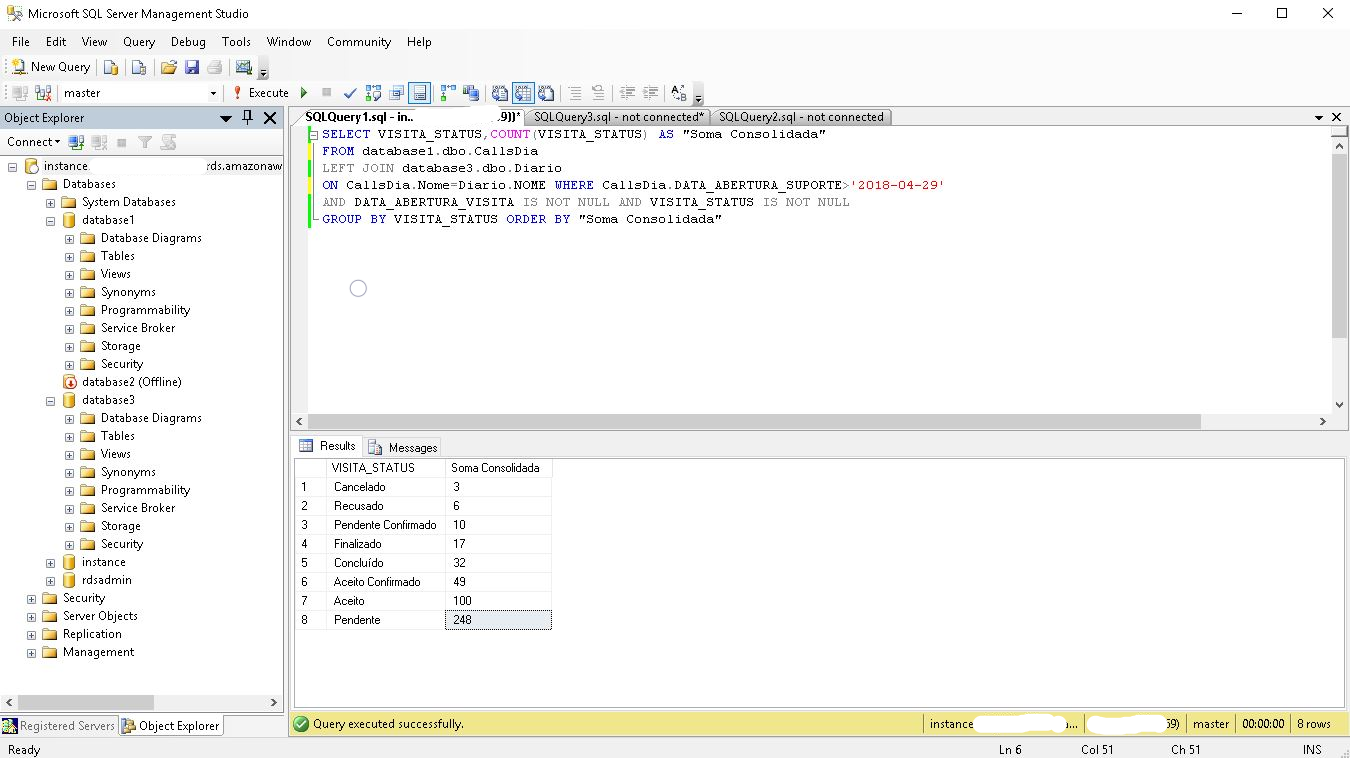 Microsoft SQL Server Management Studio
File Edit View Query Debug Tools Window Community Help
New Query
master Execute
Object Explorer
Connect
instance. rds.amazonaw
Databases
System Databases
database1
Database Diagrams
Tables
Views
Synonyms
Programmability
Service Broker
Storage
Security
database2 (Offline)
database3
Database Diagrams
Tables
Views
Synonyms
Programmability
Service Broker
Storage
Security
instance
rdsadmin
Security
Server Objects
Replication
Management
Registered Servers Object Explorer
SQLQuery1.sql - in.. .9))* SQLQuery3.sql - not connected* SQLQuery2.sql - not connected
SELECT VISITA_STATUS,COUNT(VISITA_STATUS) AS "Soma Consolidada"
FROM database1.dbo.CallsDia
LEFT JOIN database3.dbo.Diario
ON CallsDia.Nome=Diario.NOME WHERE CallsDia.DATA_ABERTURA_SUPORTE>'2018-04-29'
AND DATA_ABERTURA_VISITA IS NOT NULL AND VISITA_STATUS IS NOT NULL
GROUP BY VISITA_STATUS ORDER BY "Soma Consolidada"
Results Messages
VISITA_STATUS Soma Consolidada
1 Cancelado 3
2 Recusado 6
3 Pendente Confirmado 10
4 Finalizado 17
5 Concluído 32
6 Aceito Confirmado 49
7 Aceito 100
8 Pendente 248
Query executed successfully. instance a... 69) master 00:00:00 8 rows
Ready Ln 6 Col 51 Ch 51 INS